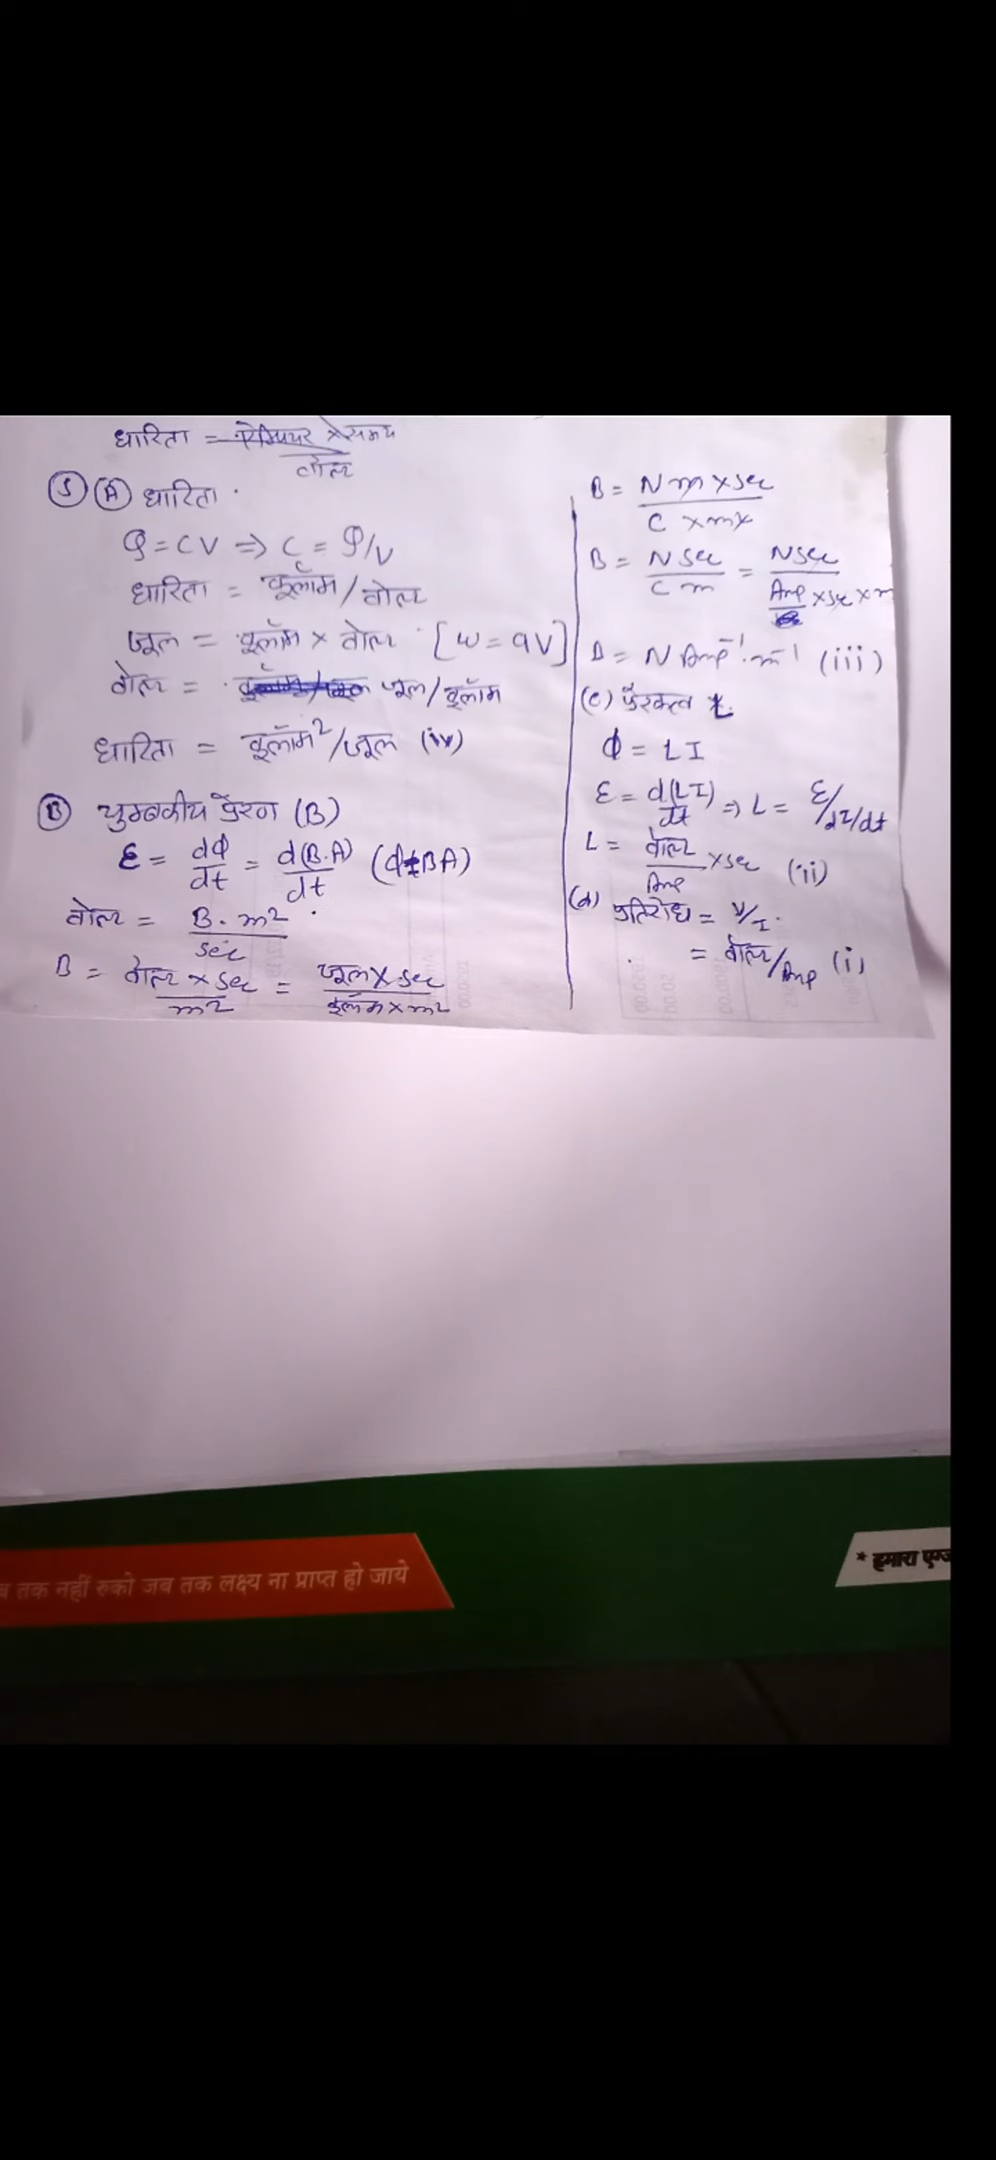 धारिता = ऐम्पियर × समय / वोल्ट
5 A धारिता
Q = CV ⇒ C = Q/V
धारिता = कूलॉम / वोल्ट
जूल = कूलॉम × वोल्ट [W = qV]
वोल्ट = जूल/कूलॉम
धारिता = कूलॉम²/जूल (iv)
B चुम्बकीय प्रेरण (B)
ε = dΦ/dt = d(B.A)/dt (Φ=BA)
वोल्ट = B.m²/sec
B = वोल्ट × sec/m² = जूल × sec/कूलॉम × m²
B = N m × sec/C × m²
B = N sec/C m = N sec/Amp × sec × m
B = N Amp⁻¹ m⁻¹ (iii)
(c) प्रेरकत्व L
Φ = LI
ε = d(LI)/dt ⇒ L = ε/dI/dt
L = वोल्ट/Amp × sec (ii)
(d) प्रतिरोध = V/I
= वोल्ट/Amp (i)
तक नहीं रुको जब तक लक्ष्य ना प्राप्त हो जाये
* हमारा